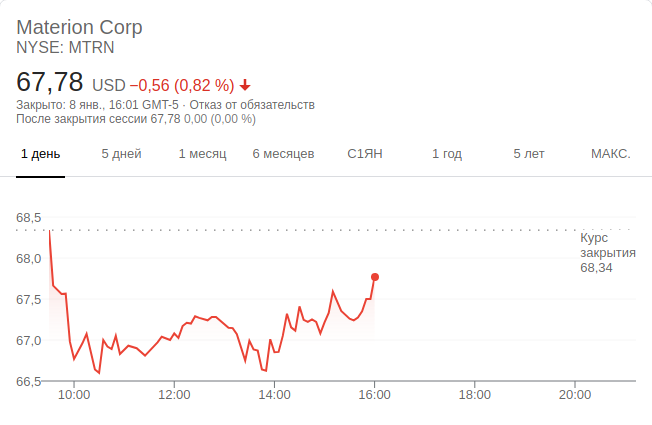 Materion Corp
NYSE: MTRN
67,78 USD −0,56 (0,82 %)
Закрыто: 8 янв., 16:01 GMT-5 · Отказ от обязательств
После закрытия сессии 67,78 0,00 (0,00 %)
1 день 5 дней 1 месяц 6 месяцев С1ЯН 1 год 5 лет МАКС.
68,5
Курс
закрытия
68,34
68,0
67,5
67,0
66,5
10:00 12:00 14:00 16:00 18:00 20:00